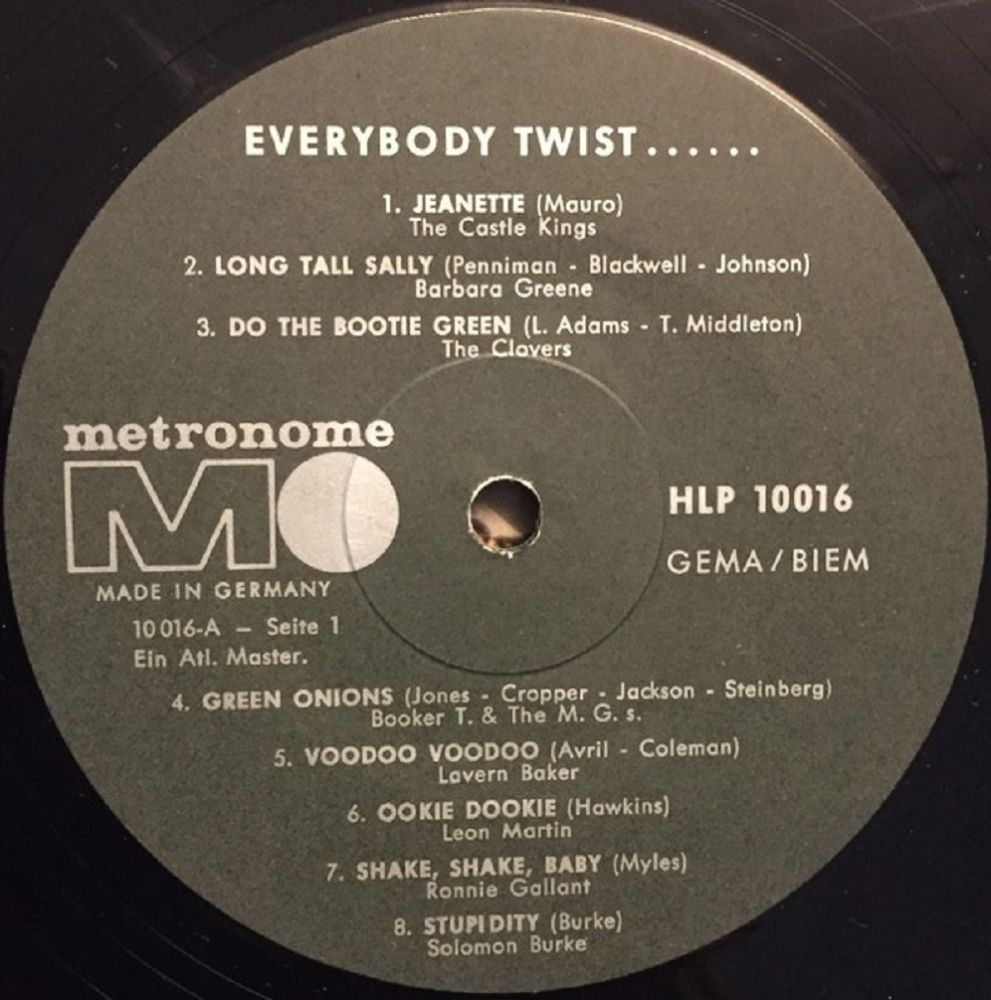 EVERYBODY TWIST......
1. JEANETTE (Mauro)
The Castle Kings
2. LONG TALL SALLY (Penniman - Blackwell - Johnson)
Barbara Greene
3. DO THE BOOTIE GREEN (L. Adams - T. Middleton)
The Clovers
metronome
M
HLP 10016
GEMA/BIEM
MADE IN GERMANY
10016-A – Seite 1
Ein Atl. Master.
4. GREEN ONIONS (Jones - Cropper - Jackson - Steinberg)
Booker T. & The M. G. s.
5. VOODOO VOODOO (Avril - Coleman)
Lavern Baker
6. OOKIE DOOKIE (Hawkins)
Leon Martin
7. SHAKE, SHAKE, BABY (Myles)
Ronnie Gallant
8. STUPIDITY (Burke)
Solomon Burke